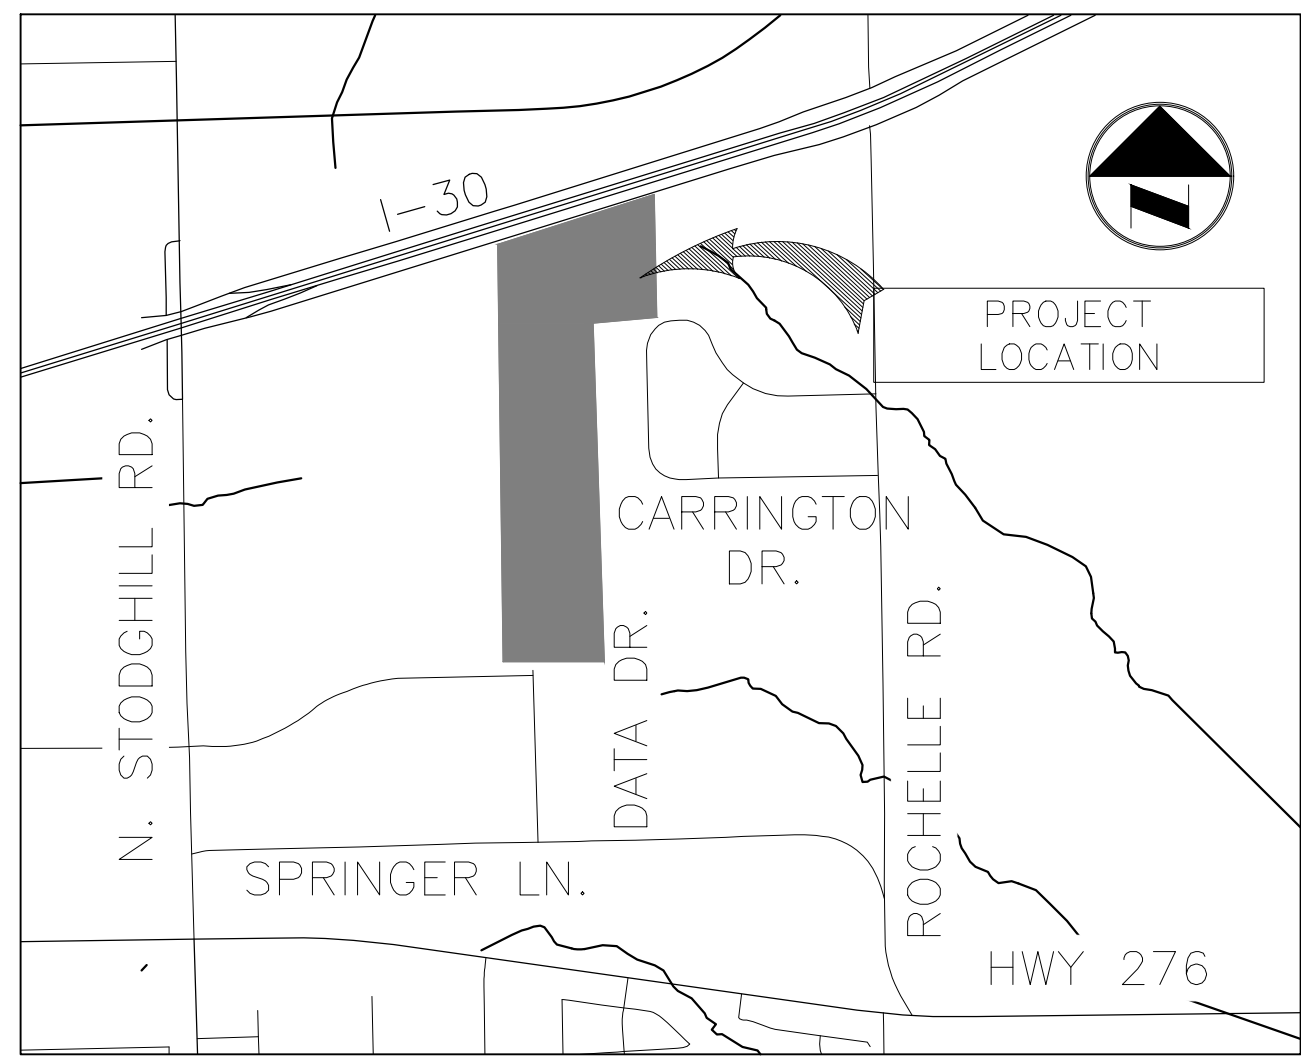 I-30
PROJECT
LOCATION
N. STODGHILL RD.
CARRINGTON
DR.
DATA DR.
ROCHELLE RD.
SPRINGER LN.
HWY 276
N